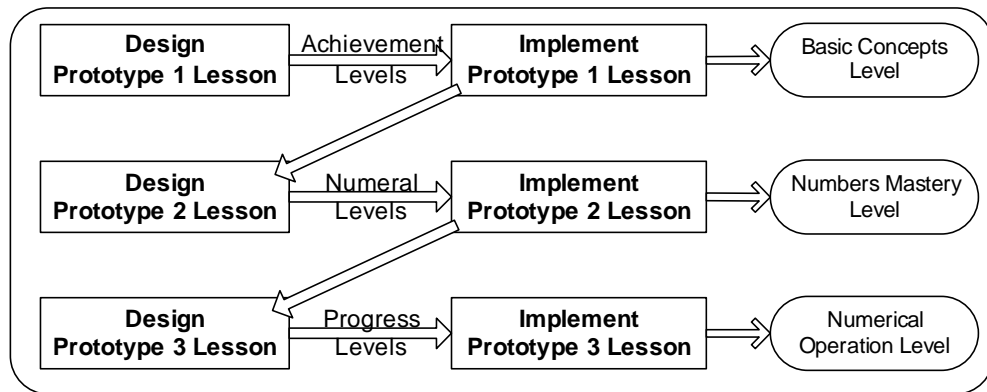 Design
Prototype 1 Lesson
Achievement
Levels
Implement
Prototype 1 Lesson
Basic Concepts
Level
Design
Prototype 2 Lesson
Numeral
Levels
Implement
Prototype 2 Lesson
Numbers Mastery
Level
Design
Prototype 3 Lesson
Progress
Levels
Implement
Prototype 3 Lesson
Numerical
Operation Level